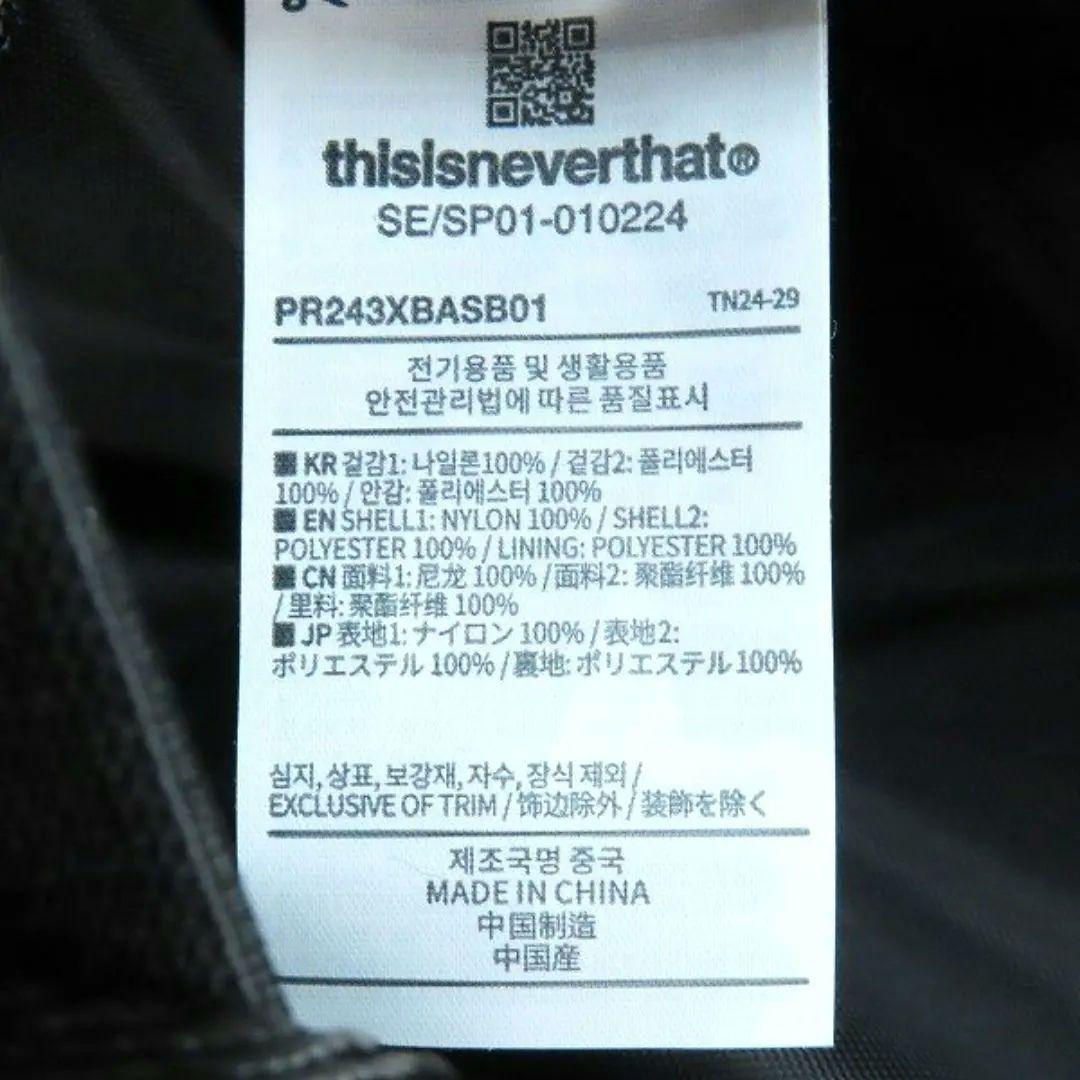 thisisneverthat®
SE/SP01-010224
PR243XBASB01 TN24-29
전기용품 및 생활용품
안전관리법에 따른 품질표시
KR 겉감1: 나일론100% / 겉감2: 폴리에스터
100% / 안감: 폴리에스터 100%
EN SHELL1: NYLON 100% / SHELL2:
POLYESTER 100% / LINING: POLYESTER 100%
CN 面料1: 尼龙 100% / 面料2: 聚酯纤维 100%
/ 里料: 聚酯纤维 100%
JP 表地1: ナイロン 100% / 表地2:
ポリエステル 100% / 裏地: ポリエステル 100%
심지, 상표, 보강재, 자수, 장식 제외 /
EXCLUSIVE OF TRIM / 饰边除外 / 装飾を除く
제조국명 중국
MADE IN CHINA
中国制造
中国産